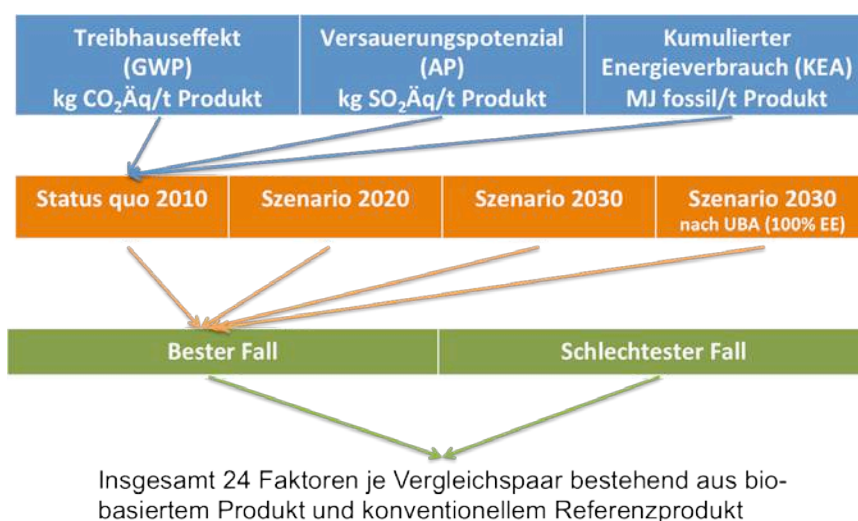 Treibhauseffekt
(GWP)
kg CO₂Äq/t Produkt
Versauerungspotenzial
(AP)
kg SO₂Äq/t Produkt
Kumulierter
Energieverbrauch (KEA)
MJ fossil/t Produkt
Status quo 2010
Szenario 2020
Szenario 2030
Szenario 2030
nach UBA (100% EE)
Bester Fall
Schlechtester Fall
Insgesamt 24 Faktoren je Vergleichspaar bestehend aus bio-
basiertem Produkt und konventionellem Referenzprodukt